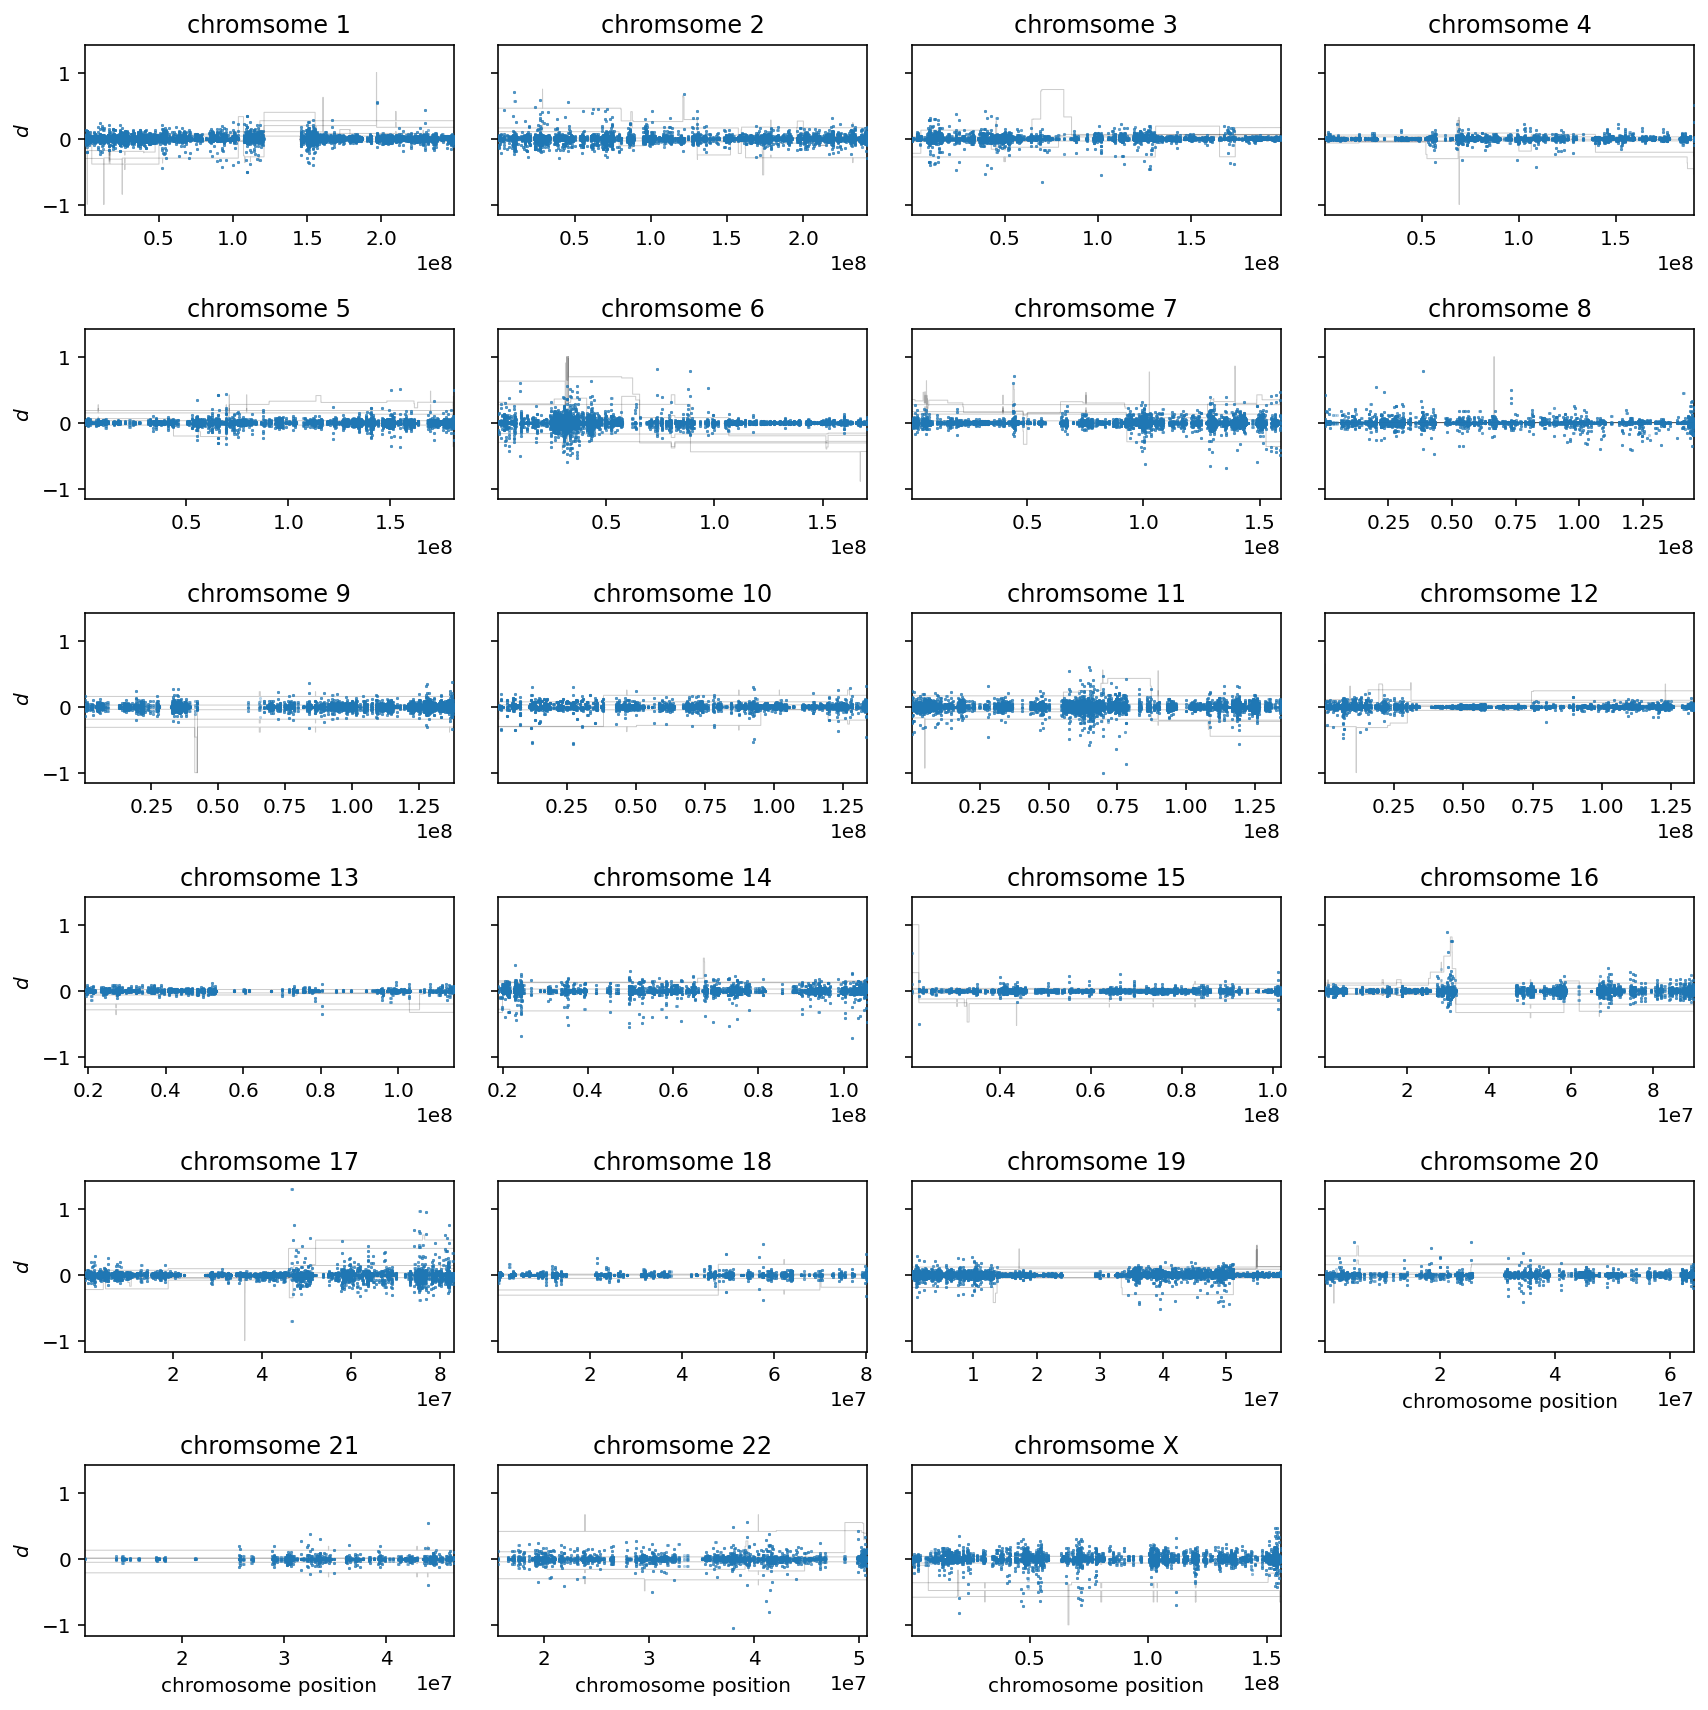 chromsome 1 chromsome 2 chromsome 3 chromsome 4
d 1 0 −1
0.5 1.0 1.5 2.0 0.5 1.0 1.5 2.0 0.5 1.0 1.5 0.5 1.0 1.5
1e8 1e8 1e8 1e8
chromsome 5 chromsome 6 chromsome 7 chromsome 8
d 1 0 −1
0.5 1.0 1.5 0.5 1.0 1.5 0.5 1.0 1.5 0.25 0.50 0.75 1.00 1.25
1e8 1e8 1e8 1e8
chromsome 9 chromsome 10 chromsome 11 chromsome 12
d 1 0 −1
0.25 0.50 0.75 1.00 1.25 0.25 0.50 0.75 1.00 1.25 0.25 0.50 0.75 1.00 1.25 0.25 0.50 0.75 1.00 1.25
1e8 1e8 1e8 1e8
chromsome 13 chromsome 14 chromsome 15 chromsome 16
d 1 0 −1
0.2 0.4 0.6 0.8 1.0 0.2 0.4 0.6 0.8 1.0 0.4 0.6 0.8 1.0 2 4 6 8
1e8 1e8 1e8 1e7
chromsome 17 chromsome 18 chromsome 19 chromsome 20
d 1 0 −1
2 4 6 8 2 4 6 8 1 2 3 4 5 2 4 6
1e7 1e7 1e7 chromosome position 1e7
chromsome 21 chromsome 22 chromsome X
d 1 0 −1
2 3 4 2 3 4 5 0.5 1.0 1.5
chromosome position 1e7 chromosome position 1e7 chromosome position 1e8